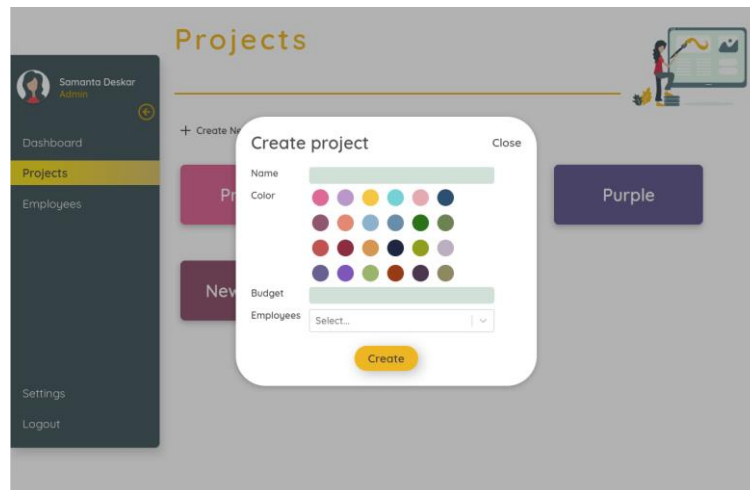 Projects
Samanta Deskar
Admin
Dashboard
Projects
Employees
Settings
Logout
+ Create Ne
Pr
Purple
New
Create project
Close
Name
Color
Budget
Employees
Select...
Create